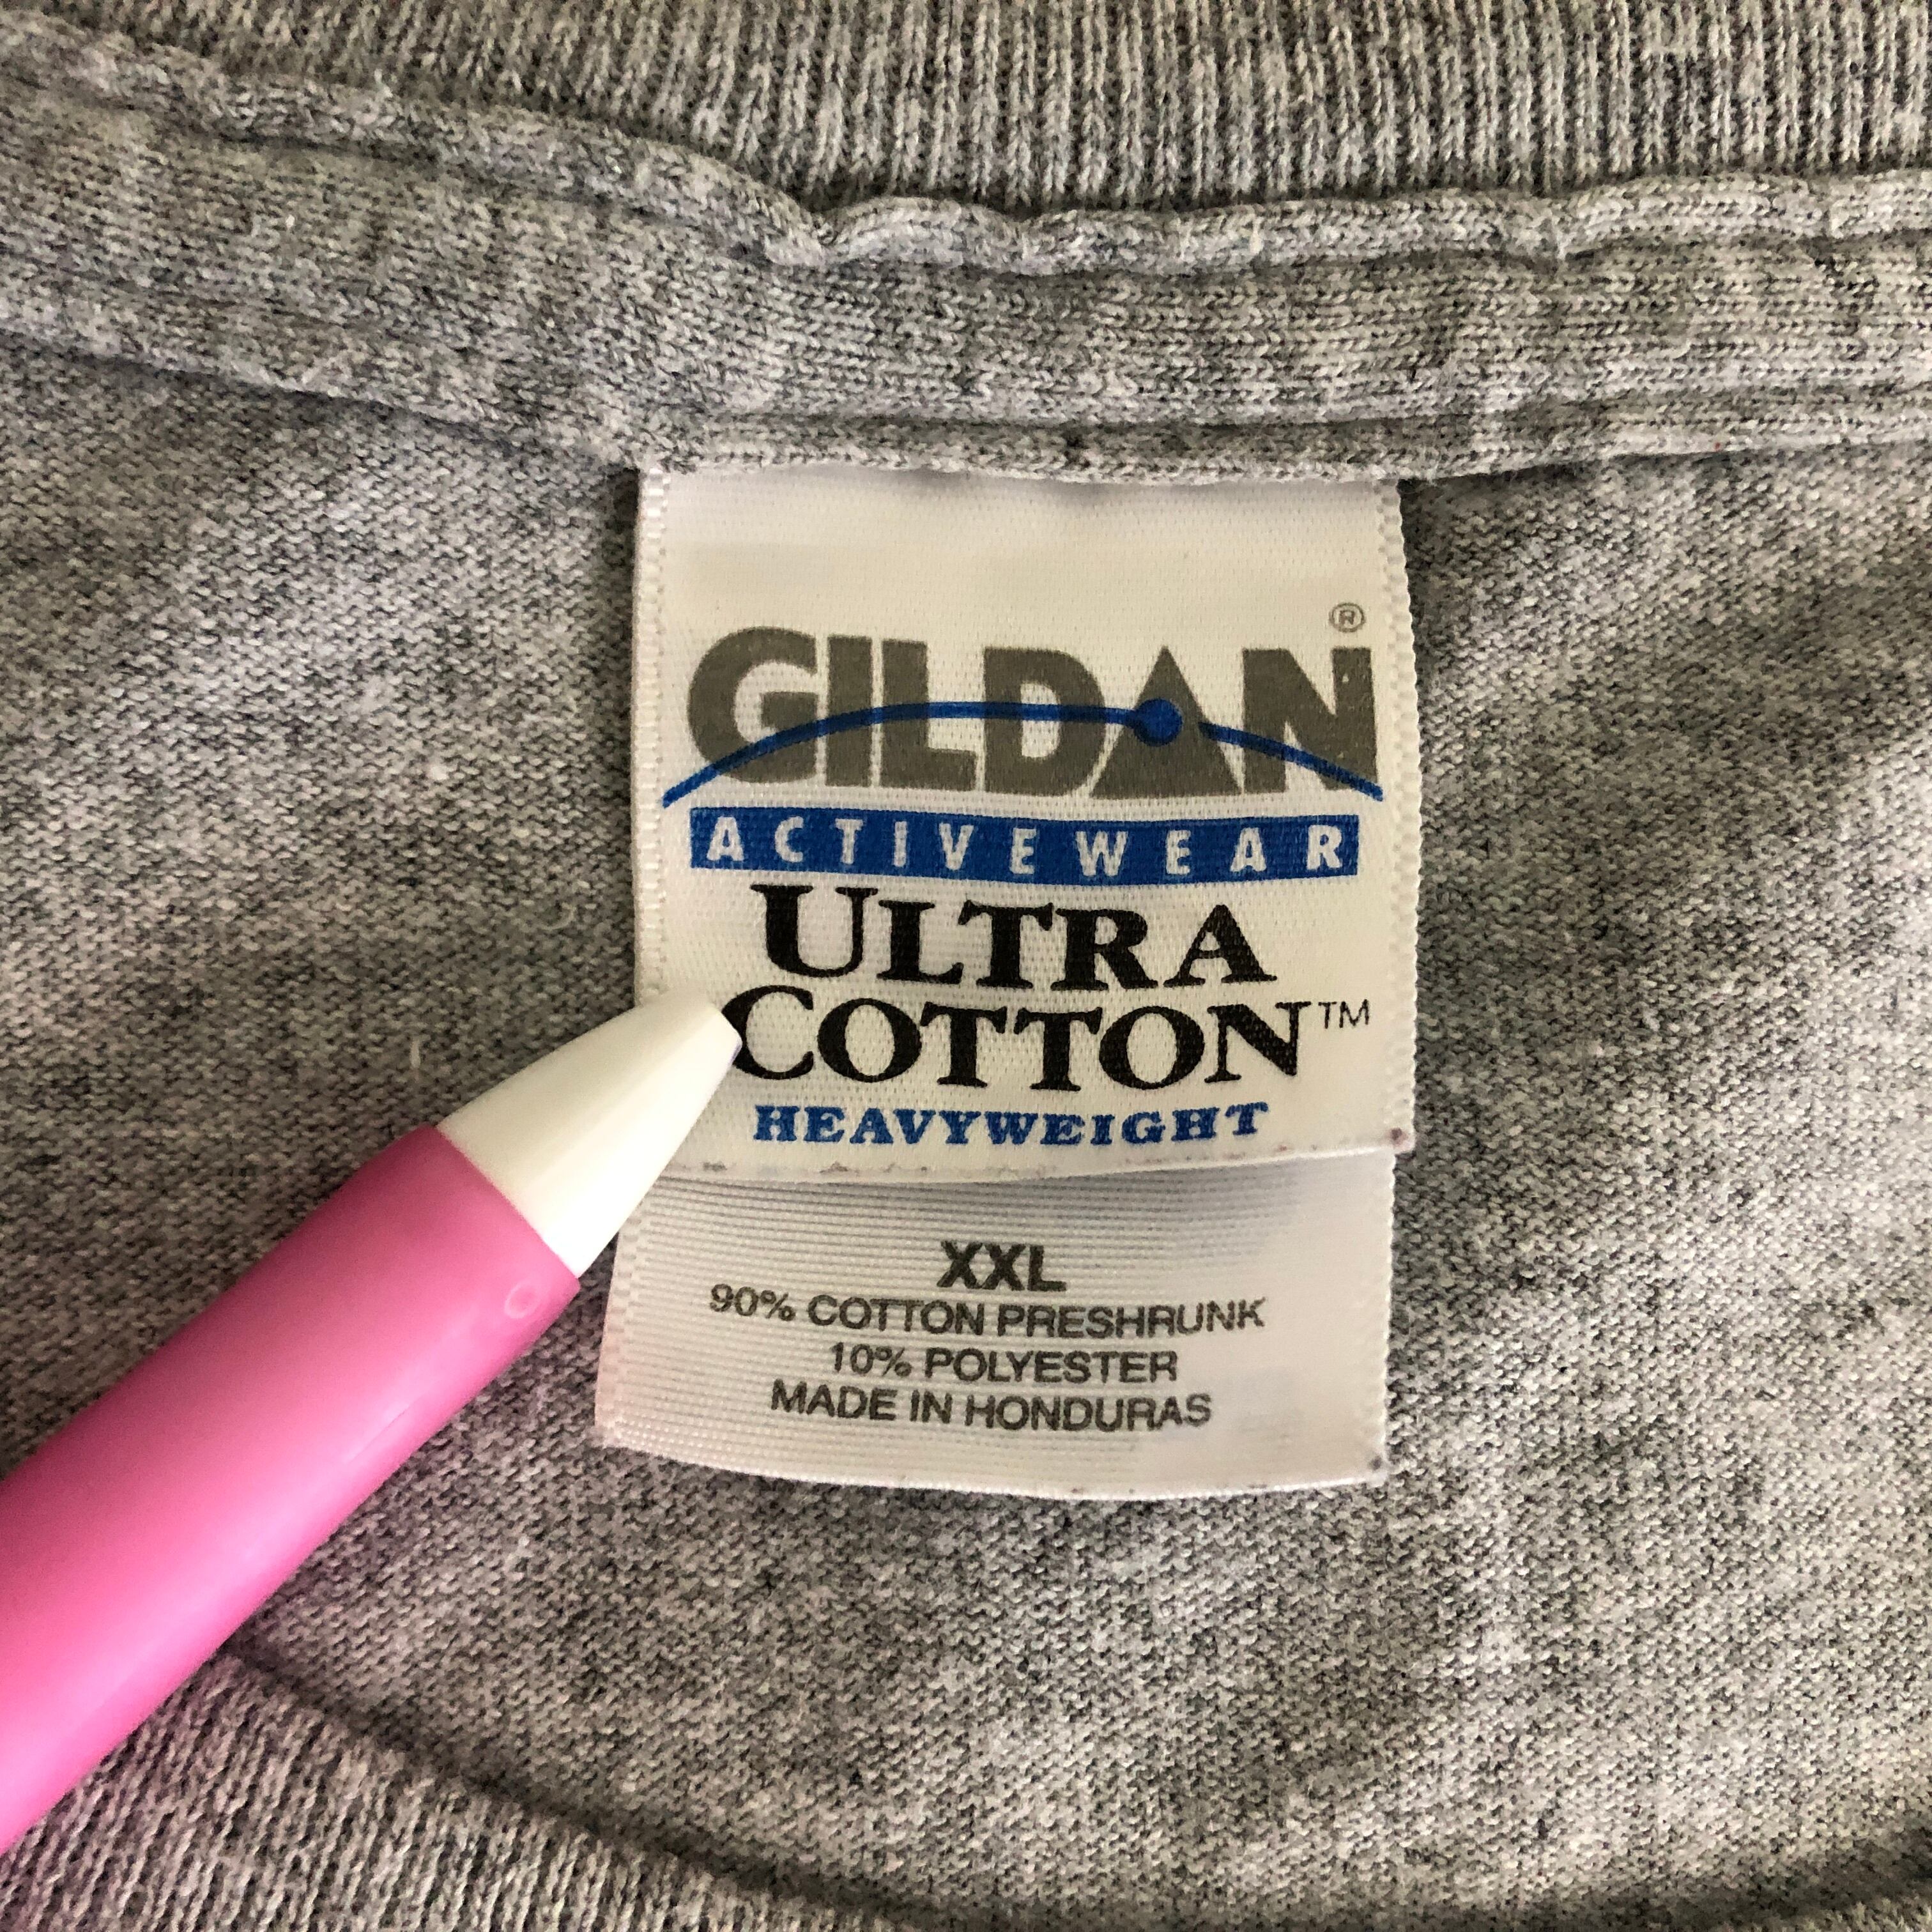 GILDAN®
ACTIVEWEAR
ULTRA
COTTON™
HEAVYWEIGHT
XXL
90% COTTON PRESHRUNK
10% POLYESTER
MADE IN HONDURAS